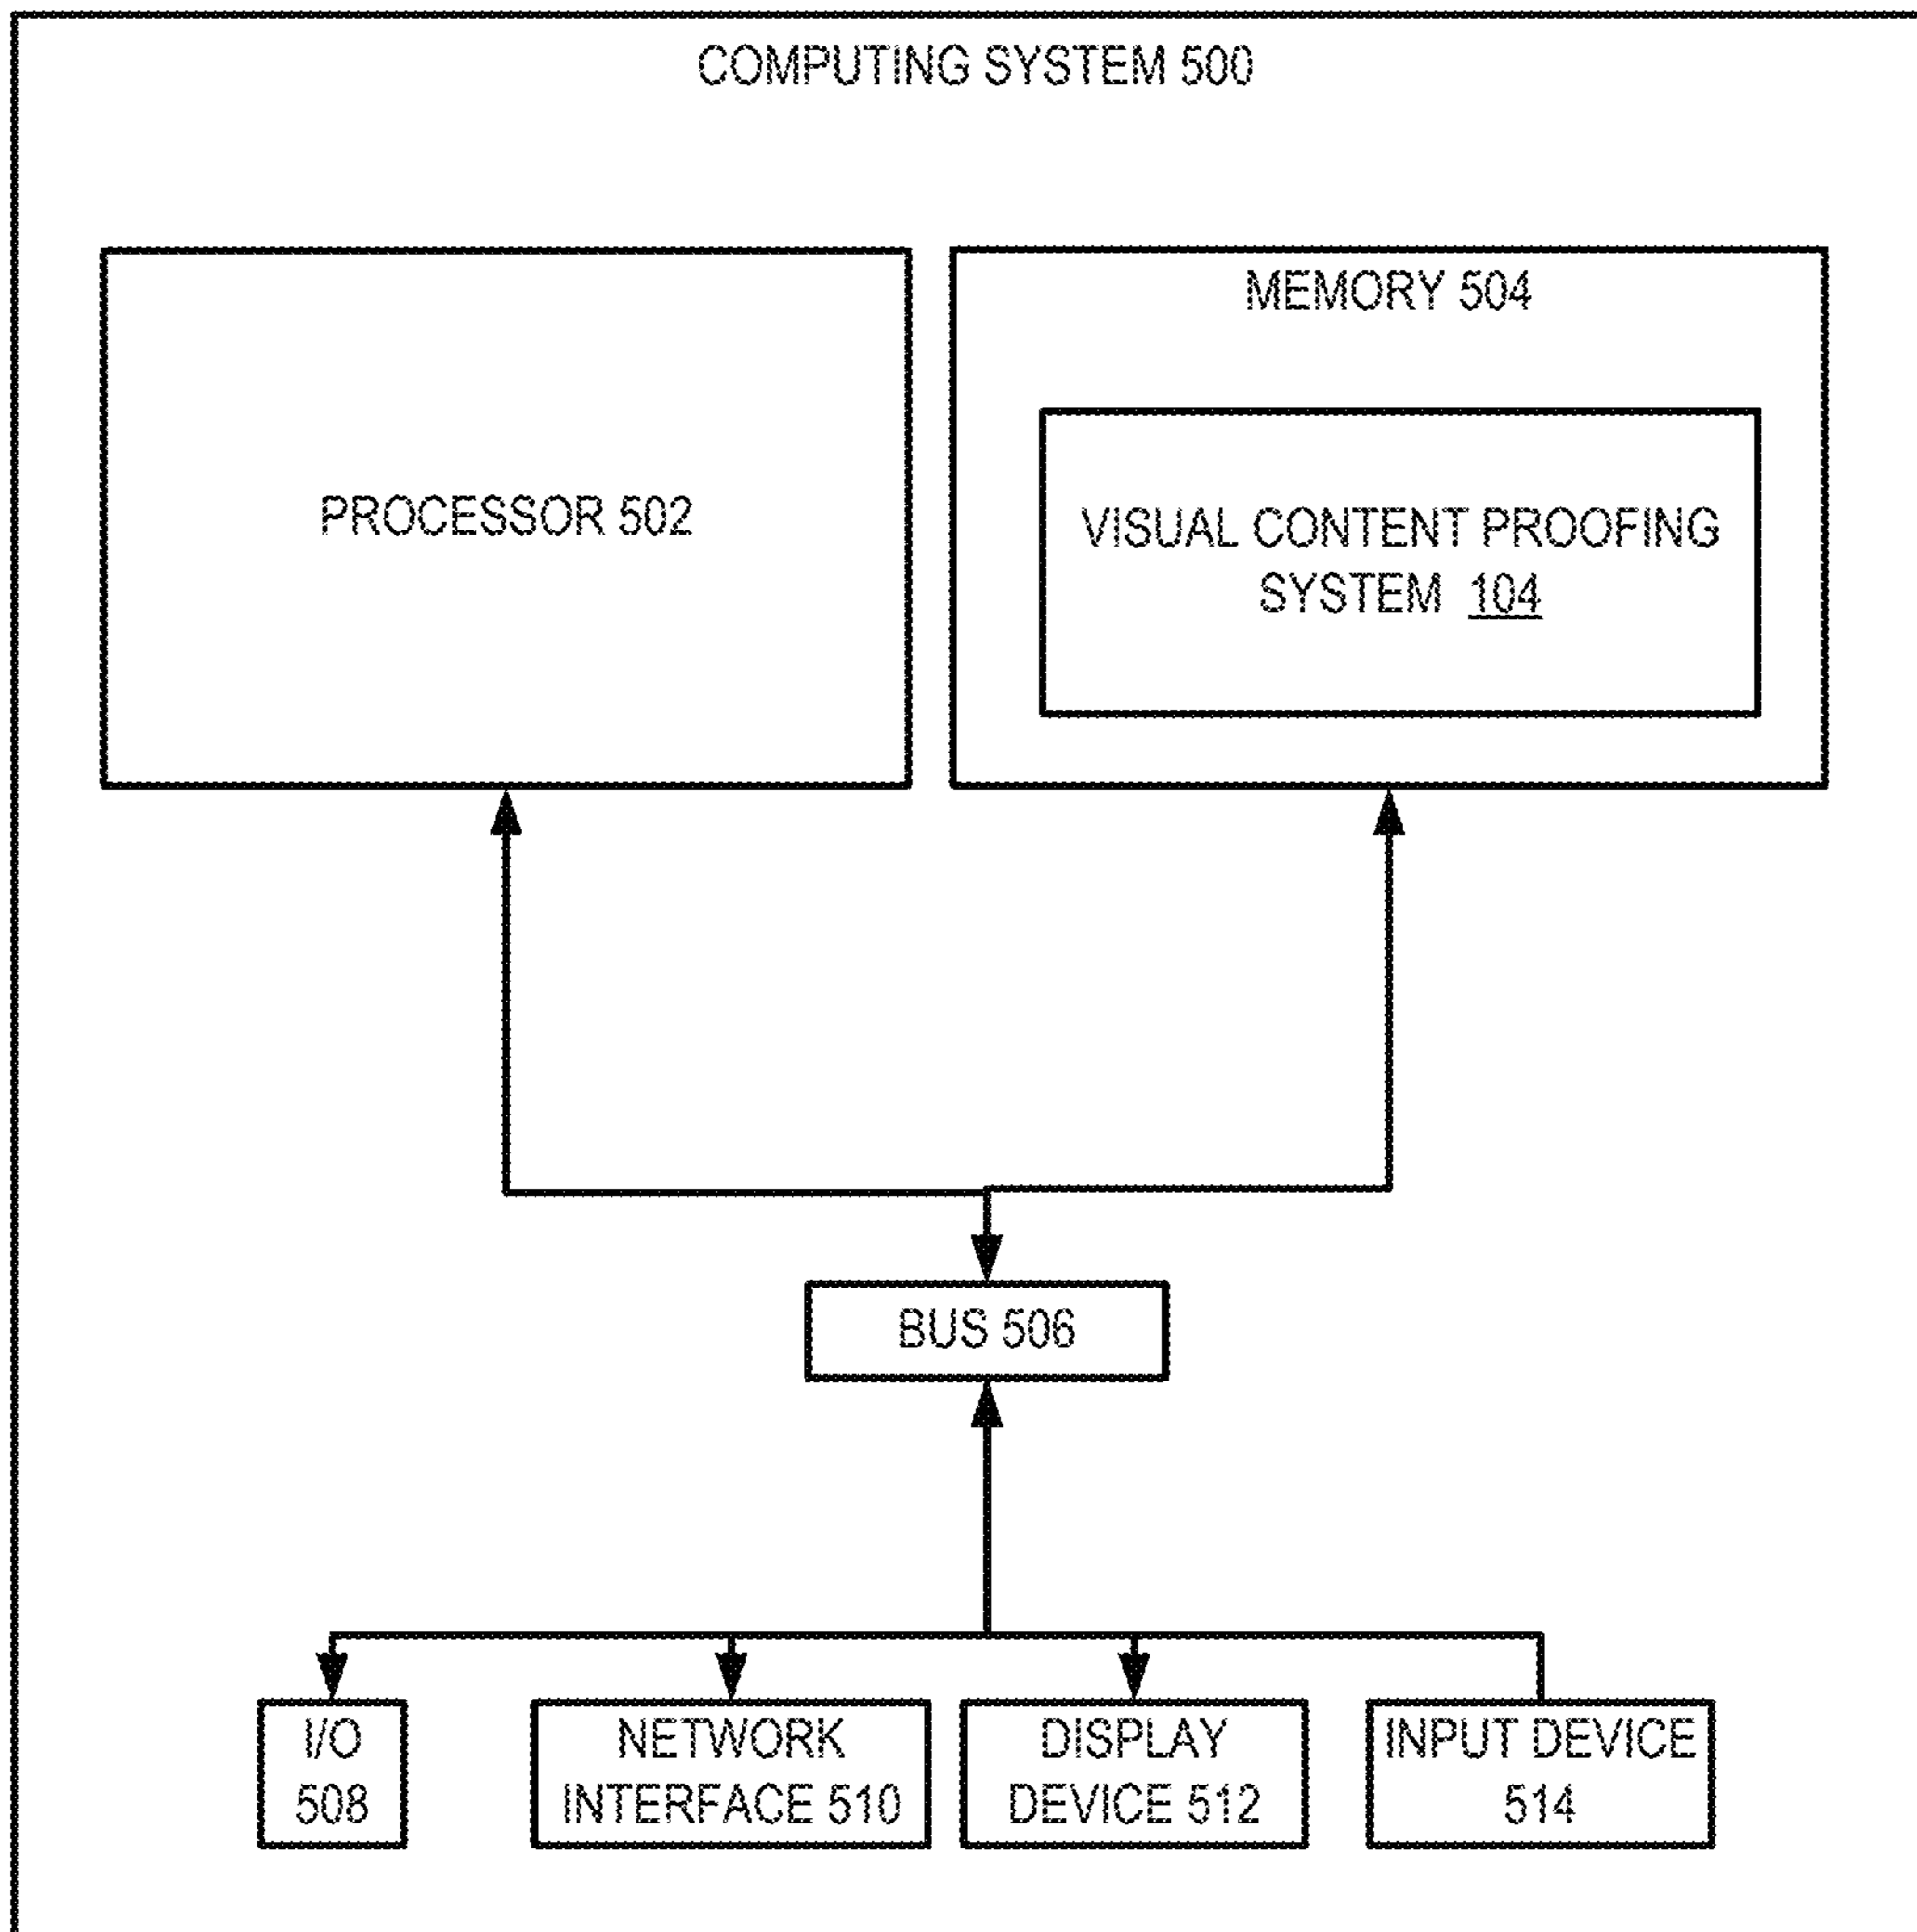 COMPUTING SYSTEM 500
PROCESSOR 502
MEMORY 504
VISUAL CONTENT PROOFING
SYSTEM 104
BUS 506
I/O
508
NETWORK
INTERFACE 510
DISPLAY
DEVICE 512
INPUT DEVICE
514